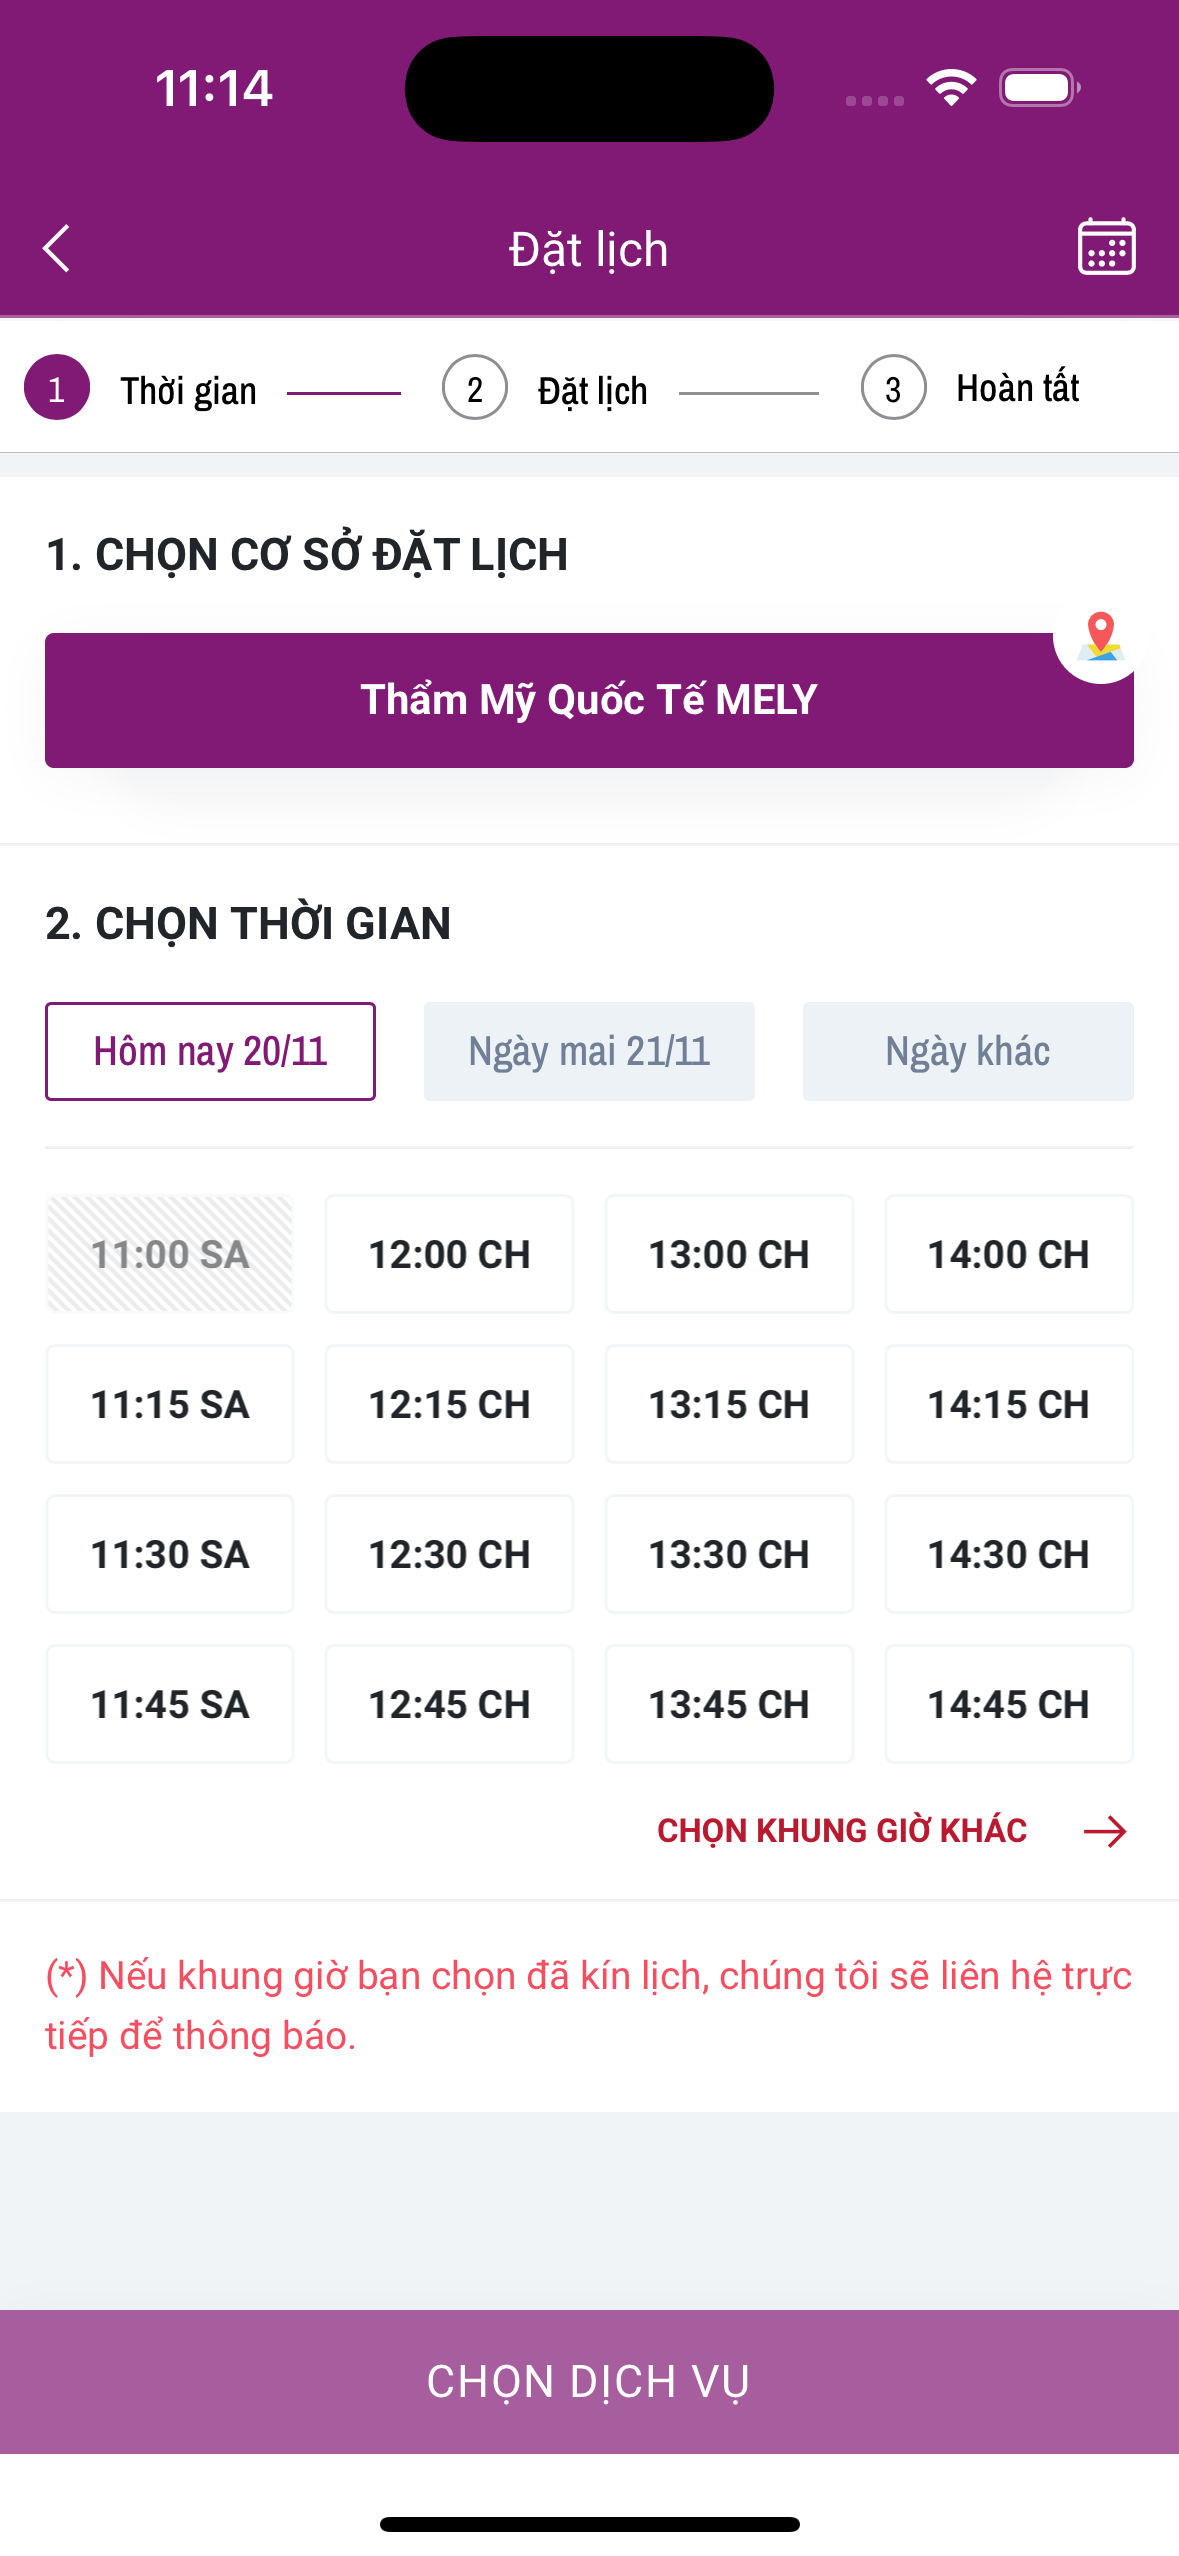 11:14
Đặt lịch
1 Thời gian 2 Đặt lịch 3 Hoàn tất
1. CHỌN CƠ SỞ ĐẶT LỊCH
Thẩm Mỹ Quốc Tế MELY
2. CHỌN THỜI GIAN
Hôm nay 20/11 Ngày mai 21/11 Ngày khác
11:00 SA 12:00 CH 13:00 CH 14:00 CH
11:15 SA 12:15 CH 13:15 CH 14:15 CH
11:30 SA 12:30 CH 13:30 CH 14:30 CH
11:45 SA 12:45 CH 13:45 CH 14:45 CH
CHỌN KHUNG GIỜ KHÁC
(*) Nếu khung giờ bạn chọn đã kín lịch, chúng tôi sẽ liên hệ trực
tiếp để thông báo.
CHỌN DỊCH VỤ